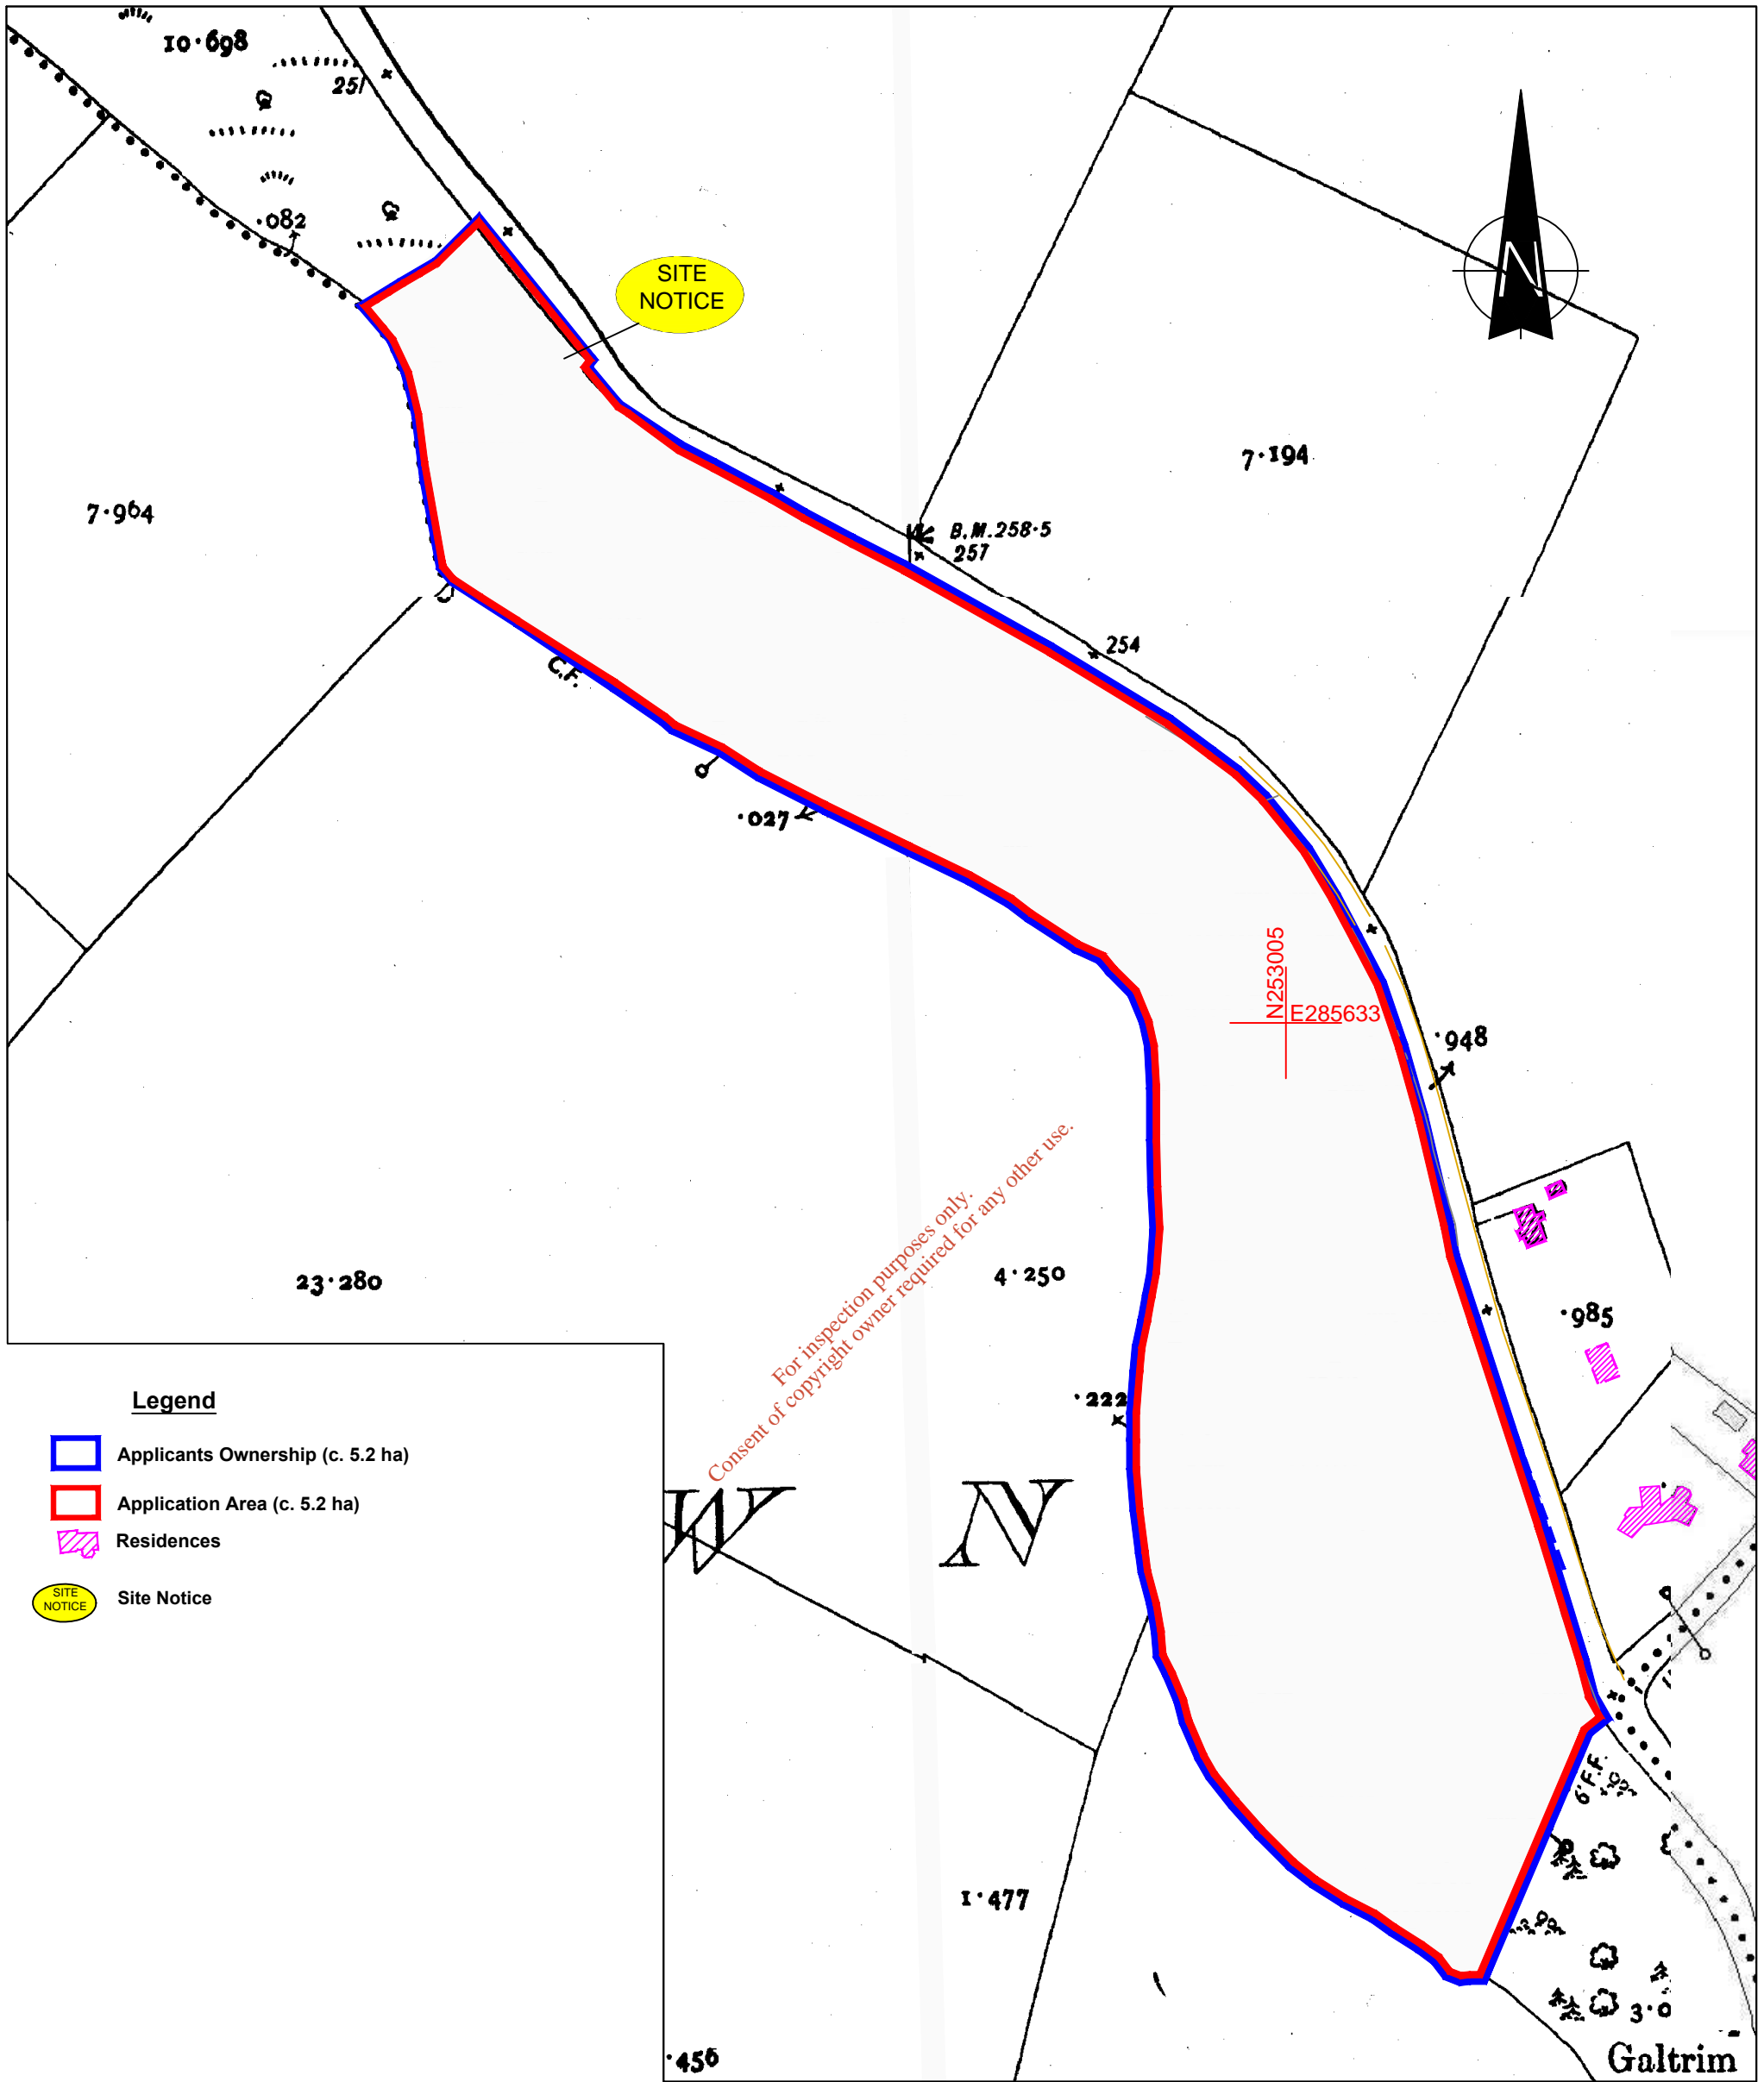 10·698
251
·082
SITE
NOTICE
N
7·194
7·964
B.M.258·5
257
254
C.F.
·027
N253005
E285633
·948
23·280
4·250
·985
For inspection purposes only.
Consent of copyright owner required for any other use.
·222
W N
Legend
Applicants Ownership (c. 5.2 ha)
Application Area (c. 5.2 ha)
Residences
SITE
NOTICE
Site Notice
6'F.F.
1·477
3·0
·456
Galtrim